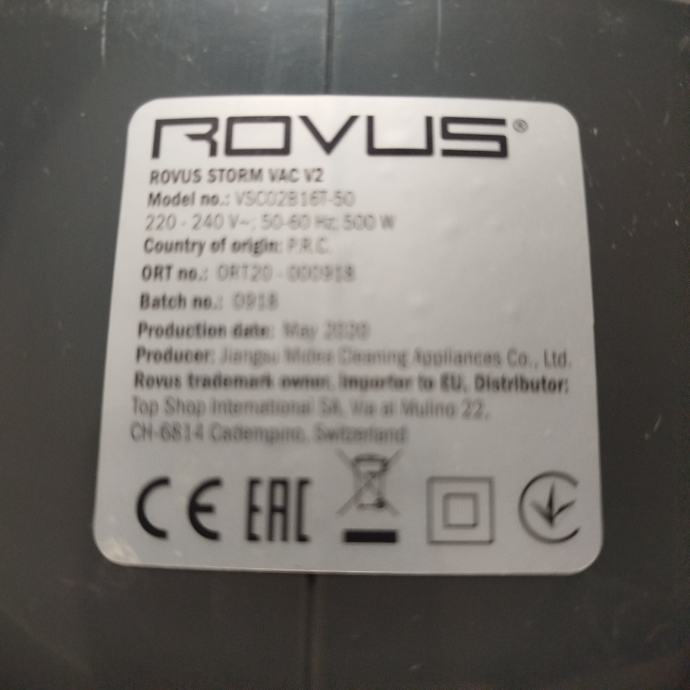 ROVUS®
ROVUS STORM VAC V2
Model no.: VSC02B16T-50
220 - 240 V~; 50-60 Hz; 500 W
Country of origin: P.R.C.
ORT no.: ORT20 - 000918
Batch no.: 0918
Production date: May 2020
Producer: Jiangsu Midea Cleaning Appliances Co., Ltd.
Rovus trademark owner, Importer to EU, Distributor:
Top Shop International SA, Via al Mulino 22,
CH-6814 Cadempino, Switzerland
CE EAC